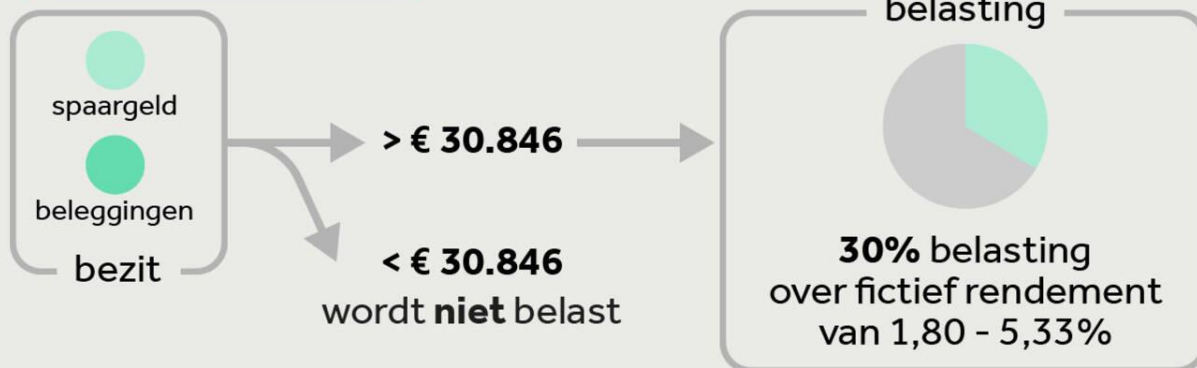 spaargeld
beleggingen
bezit
> € 30.846
< € 30.846
wordt niet belast
belasting
30% belasting
over fictief rendement
van 1,80 - 5,33%